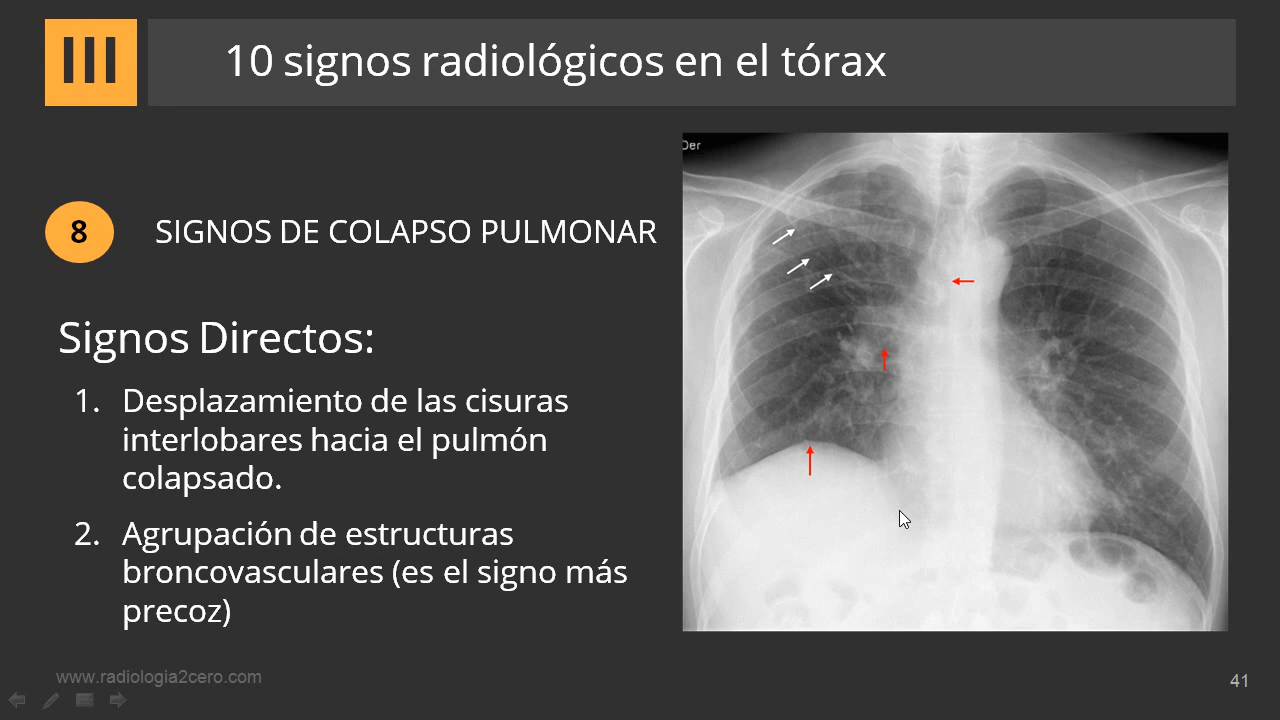 III
10 signos radiológicos en el tórax
Der
8
SIGNOS DE COLAPSO PULMONAR
Signos Directos:
1. Desplazamiento de las cisuras
interlobares hacia el pulmón
colapsado.
2. Agrupación de estructuras
broncovasculares (es el signo más
precoz)
www.radiologia2cero.com
41